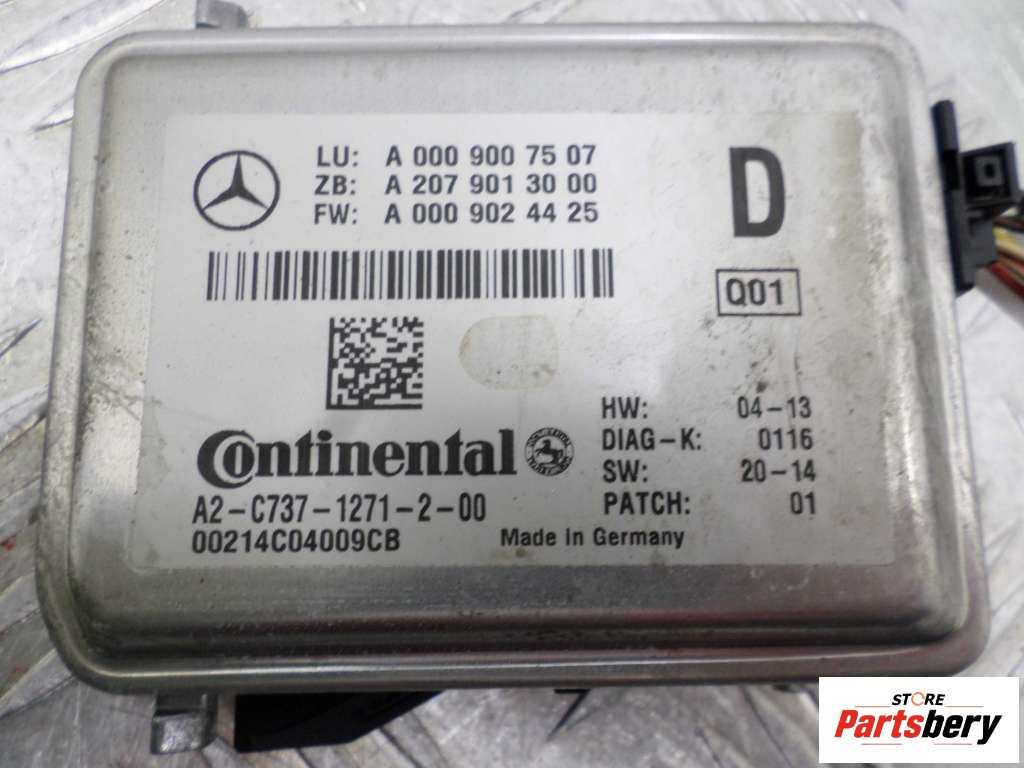 LU: A 000 900 75 07
ZB: A 207 901 30 00
FW: A 000 902 44 25
D
Q01
HW: 04-13
DIAG-K: 0116
SW: 20-14
PATCH: 01
Continental
A2-C737-1271-2-00
00214C04009CB
Made in Germany
STORE
Partsbery